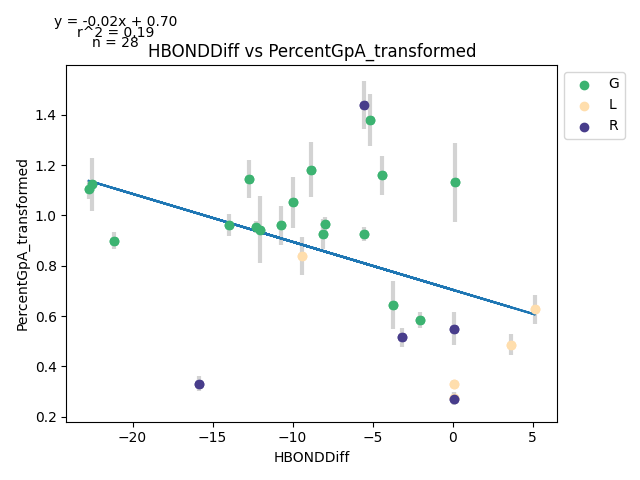 y = -0.02x + 0.70
r^2 = 0.19
n = 28
HBONDDiff vs PercentGpA_transformed
G
L
R
PercentGpA_transformed
1.4
1.2
1.0
0.8
0.6
0.4
0.2
−20 −15 −10 −5 0 5
HBONDDiff